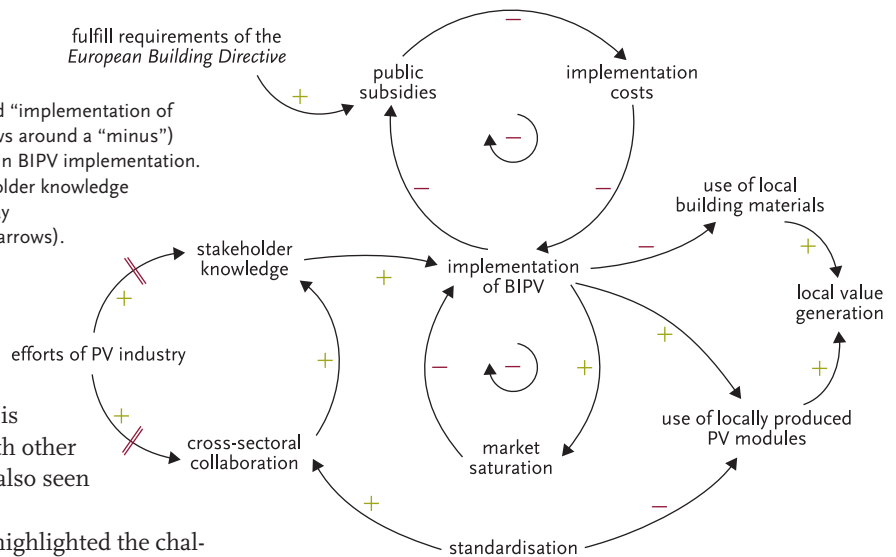 fulfill requirements of the
European Building Directive
+
public
subsidies
−
implementation
costs
d “implementation of
ws around a “minus”)
n BIPV implementation.
older knowledge
y
arrows).
−
−
−
use of local
building materials
−
+
stakeholder
knowledge
+
implementation
of BIPV
local value
generation
+
+
+
efforts of PV industry
+
−
−
+
+
is
th other
also seen
cross-sectoral
collaboration
market
saturation
use of locally produced
PV modules
+
−
highlighted the chal-
standardisation